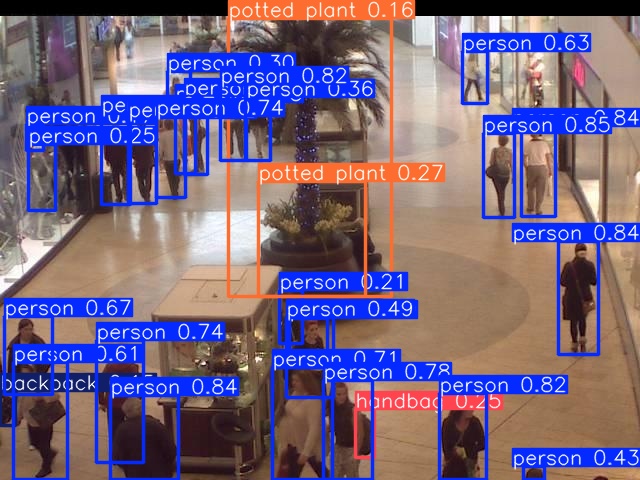 potted plant 0.16
person 0.63
person 0.30
person 0.82
person 0.36
person 0.74
person 0.25
person 0.85
0.84
potted plant 0.27
person 0.84
person 0.21
person 0.67
person 0.49
person 0.74
person 0.61
person 0.71
person 0.78
backpack
person 0.84
person 0.82
handbag 0.25
person 0.43